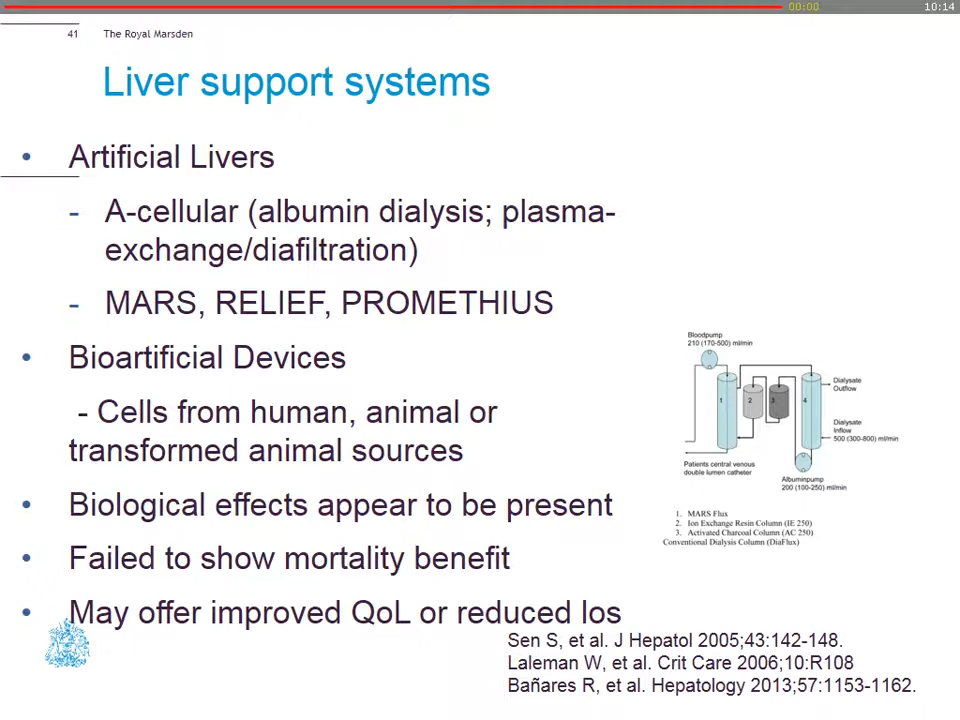 00:00
10:14
41 The Royal Marsden
Liver support systems
• Artificial Livers
- A-cellular (albumin dialysis; plasma-
exchange/diafiltration)
- MARS, RELIEF, PROMETHIUS
• Bioartificial Devices
- Cells from human, animal or
transformed animal sources
• Biological effects appear to be present
• Failed to show mortality benefit
• May offer improved QoL or reduced los
Bloodpump
210 (170-500) ml/min
1
2
3
4
Dialysate
Outflow
Dialysate
Inflow
500 (300-800) ml/min
Patients central venous
double lumen catheter
Albuminpump
200 (100-250) ml/min
1. MARS Flux
2. Ion Exchange Resin Column (IE 250)
3. Activated Charcoal Column (AC 250)
Conventional Dialysis Column (DiaFlux)
Sen S, et al. J Hepatol 2005;43:142-148.
Laleman W, et al. Crit Care 2006;10:R108
Bañares R, et al. Hepatology 2013;57:1153-1162.